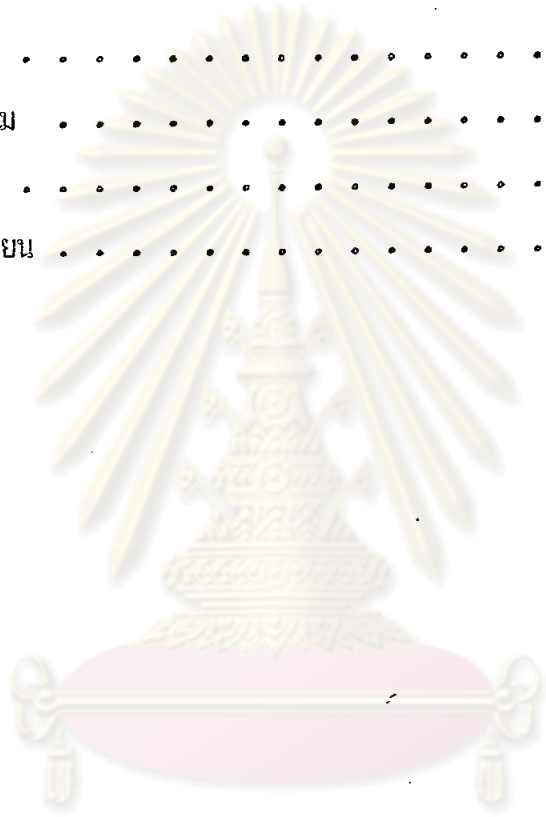 . . . . . . . . . . . . . . .
ม . . . . . . . . . . . . . .
. . . . . . . . . . . . . . .
ยน . . . . . . . . . . . . . .